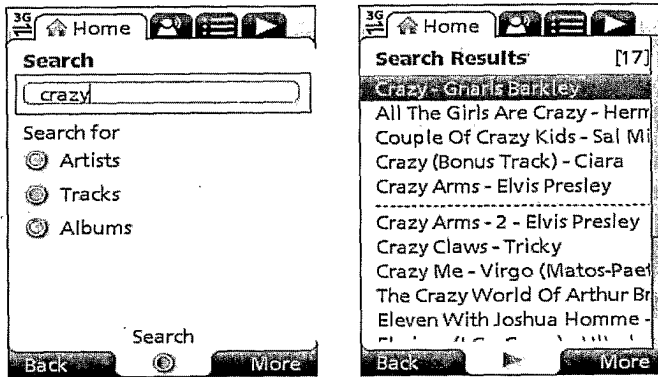 3G
Home
Search
crazy
Search for
Artists
Tracks
Albums
Search
Back
More
3G
Home
Search Results [17]
Crazy - Gnarls Barkley
All The Girls Are Crazy - Herm
Couple Of Crazy Kids - Sal Mi
Crazy (Bonus Track) - Ciara
Crazy Arms - Elvis Presley
Crazy Arms - 2 - Elvis Presley
Crazy Claws - Tricky
Crazy Me - Virgo (Matos-Paet
The Crazy World Of Arthur Br
Eleven With Joshua Homme -
Back
More